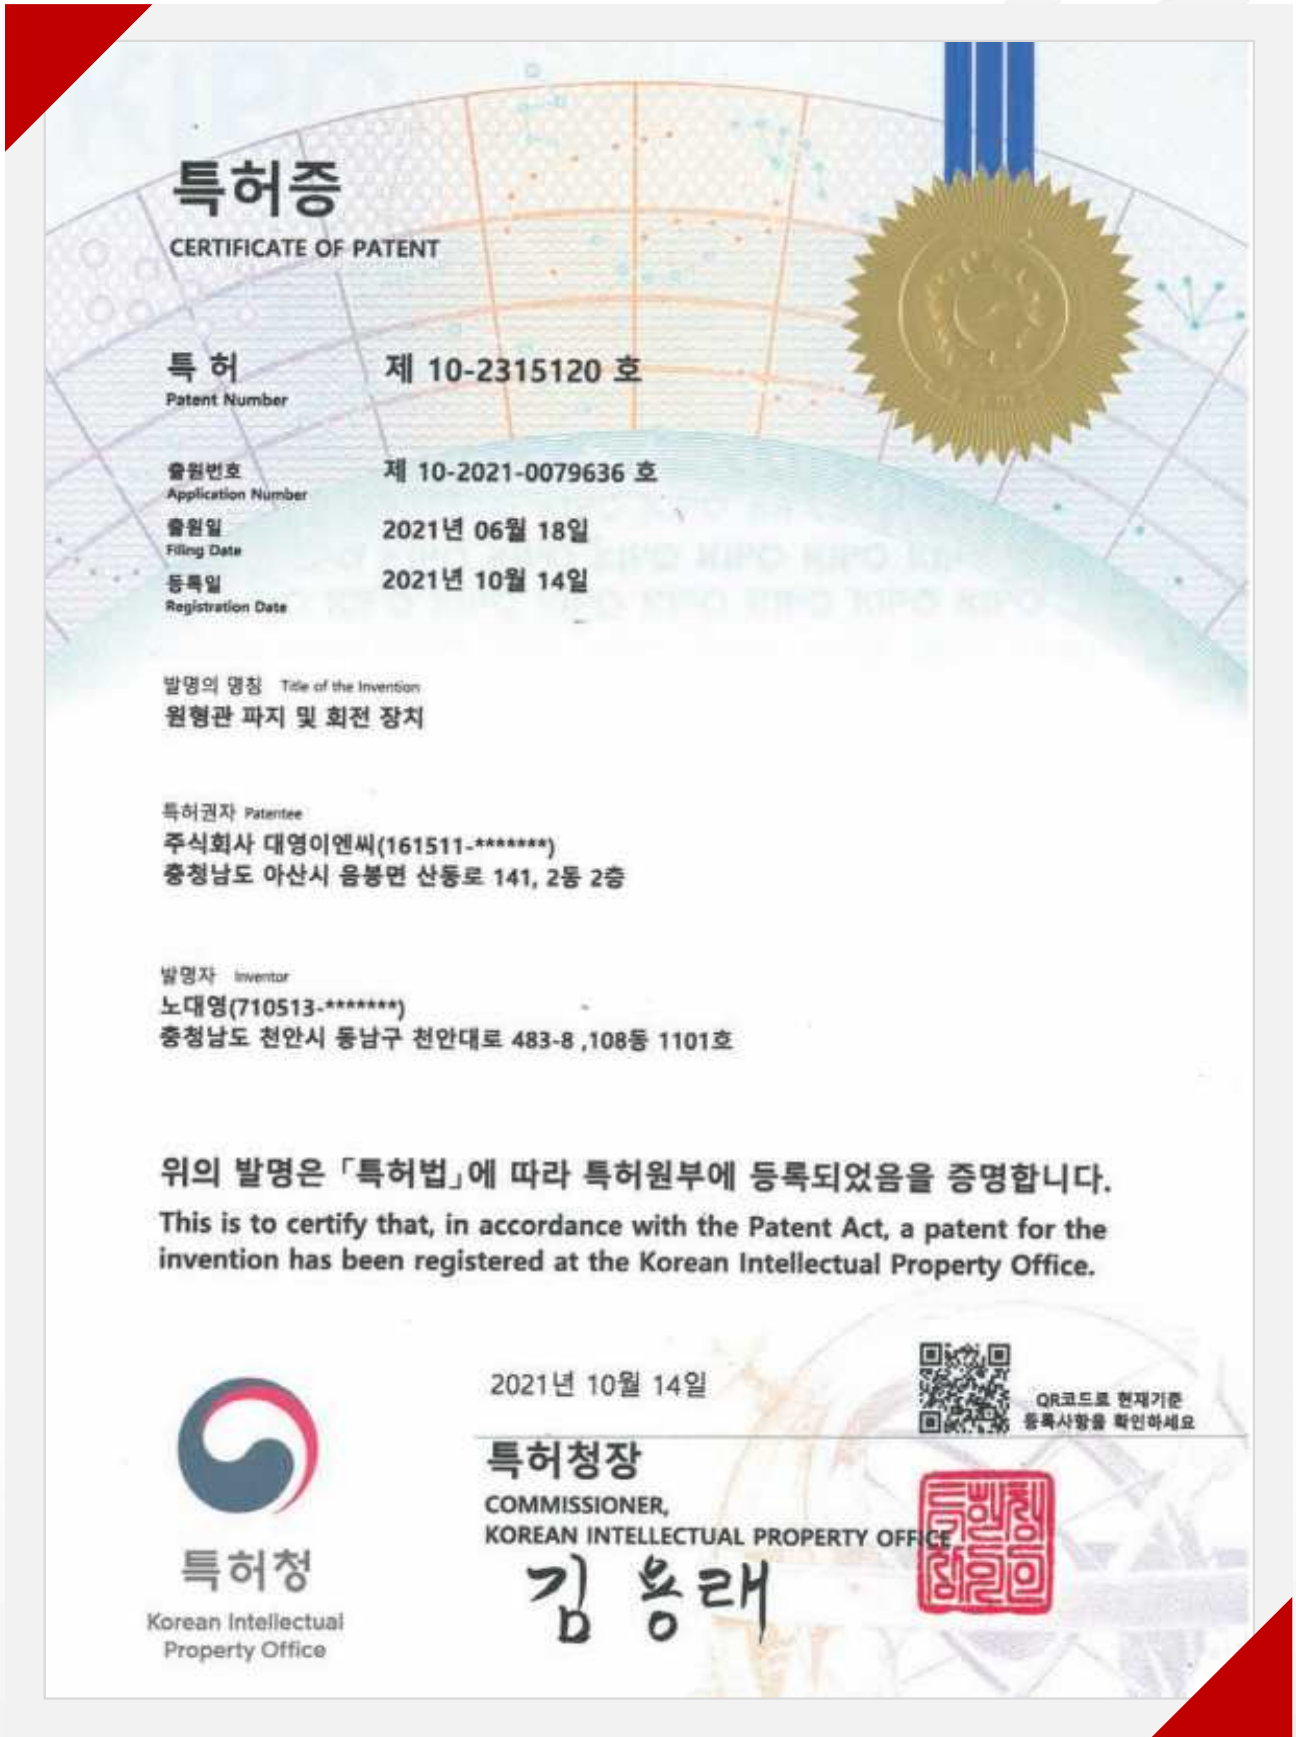 특허증
CERTIFICATE OF PATENT
특 허 제 10-2315120 호
Patent Number
출원번호 제 10-2021-0079636 호
Application Number
출원일 2021년 06월 18일
Filing Date
등록일 2021년 10월 14일
Registration Date
발명의 명칭 Title of the Invention
원형관 파지 및 회전 장치
특허권자 Patentee
주식회사 대영이엔씨(161511-*******)
충청남도 아산시 음봉면 산동로 141, 2동 2층
발명자 Inventor
노대영(710513-*******)
충청남도 천안시 동남구 천안대로 483-8 ,108동 1101호
위의 발명은 「특허법」에 따라 특허원부에 등록되었음을 증명합니다.
This is to certify that, in accordance with the Patent Act, a patent for the
invention has been registered at the Korean Intellectual Property Office.
2021년 10월 14일
QR코드로 현재기준
등록사항을 확인하세요
특허청장
COMMISSIONER,
KOREAN INTELLECTUAL PROPERTY OFFICE
김용래
특허청
Korean Intellectual
Property Office